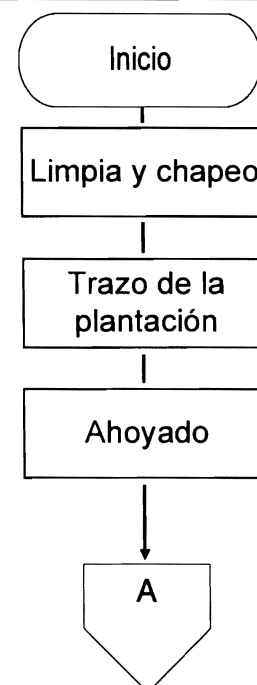 Inicio
Limpia y chapeo
Trazo de la
plantación
Ahoyado
A